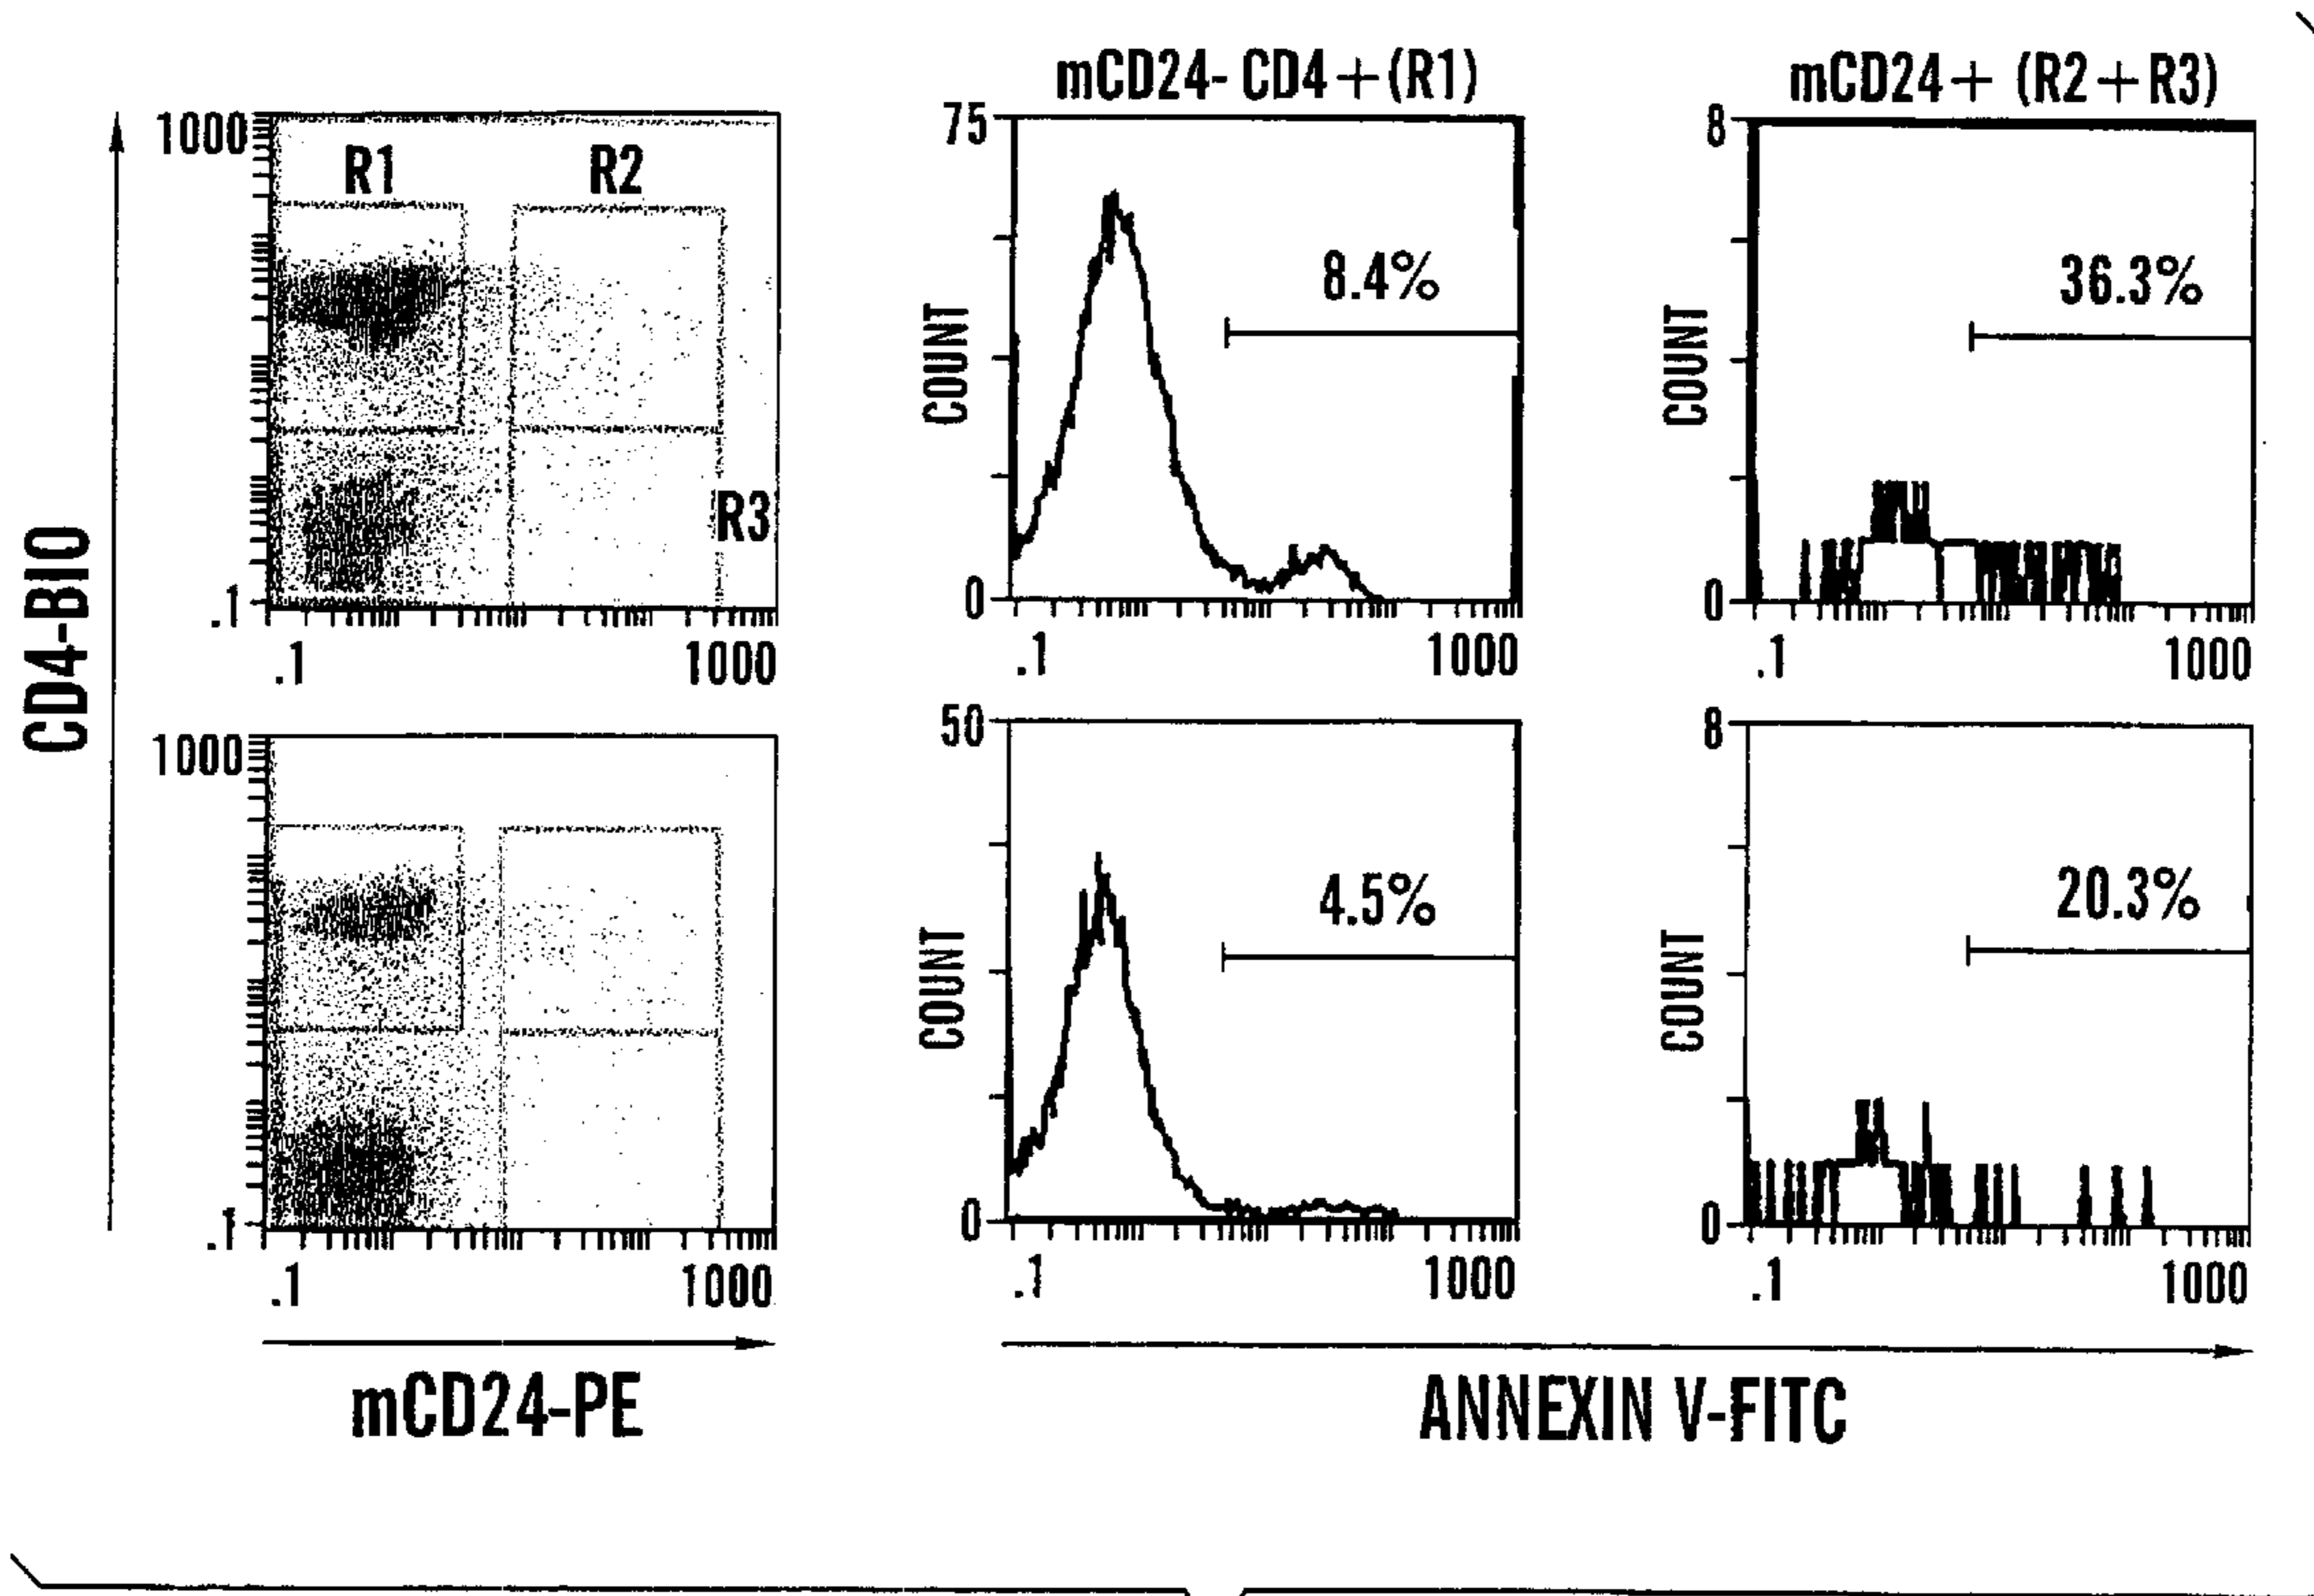 mCD24- CD4+(R1)
mCD24+ (R2+R3)
1000
R1
R2
R3
.1
.1
1000
75
COUNT
8.4%
0
.1
1000
8
COUNT
36.3%
0
.1
1000
CD4-BIO
1000
.1
.1
1000
50
COUNT
4.5%
0
.1
1000
8
COUNT
20.3%
0
.1
1000
mCD24-PE
ANNEXIN V-FITC